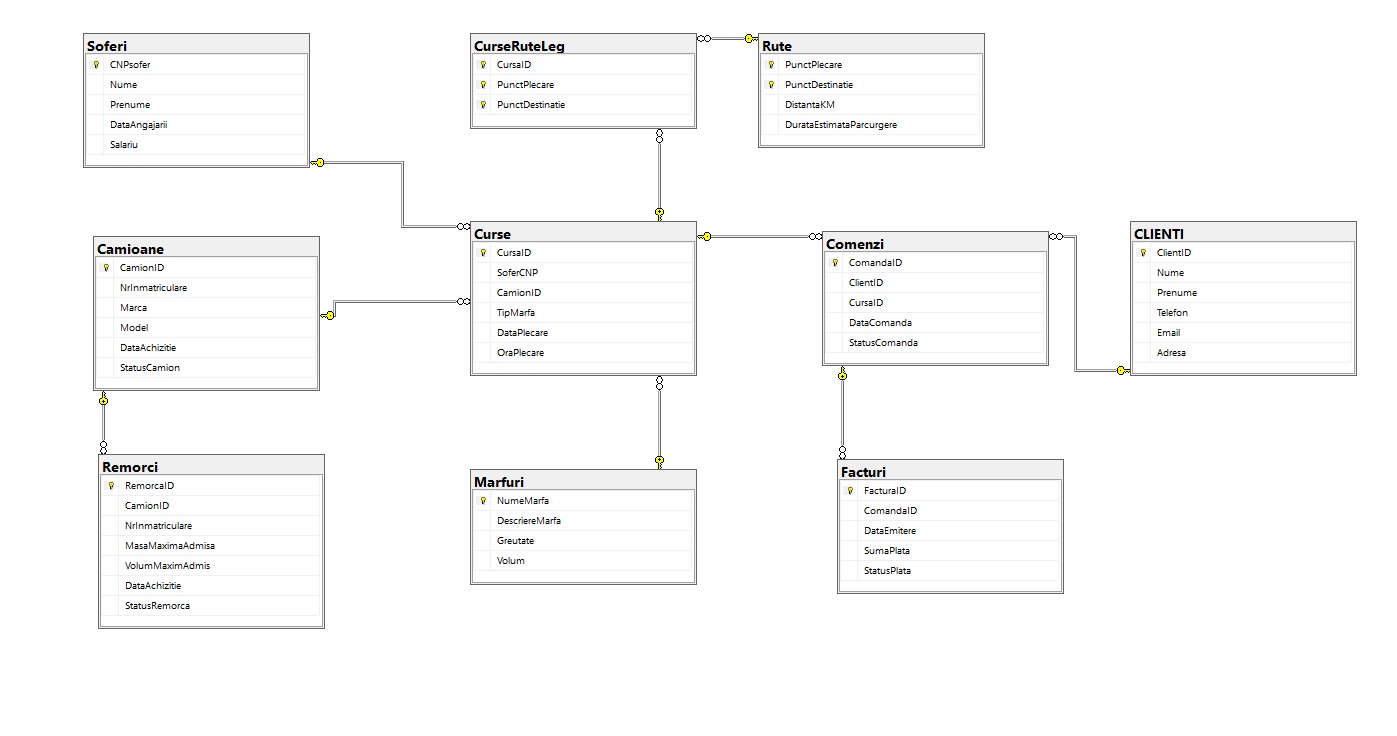 Soferi
CNPsofer
Nume
Prenume
DataAngajarii
Salariu
CurseRuteLeg
CursaID
PunctPlecare
PunctDestinatie
Rute
PunctPlecare
PunctDestinatie
DistantaKM
DurataEstimataParcurgere
Camioane
CamionID
NrInmatriculare
Marca
Model
DataAchizitie
StatusCamion
Curse
CursaID
SoferCNP
CamionID
TipMarfa
DataPlecare
OraPlecare
Comenzi
ComandaID
ClientID
CursaID
DataComanda
StatusComanda
CLIENTI
ClientID
Nume
Prenume
Telefon
Email
Adresa
Remorci
RemorcaID
CamionID
NrInmatriculare
MasaMaximaAdmisa
VolumMaximAdmis
DataAchizitie
StatusRemorca
Marfuri
NumeMarfa
DescriereMarfa
Greutate
Volum
Facturi
FacturaID
ComandaID
DataEmitere
SumaPlata
StatusPlata